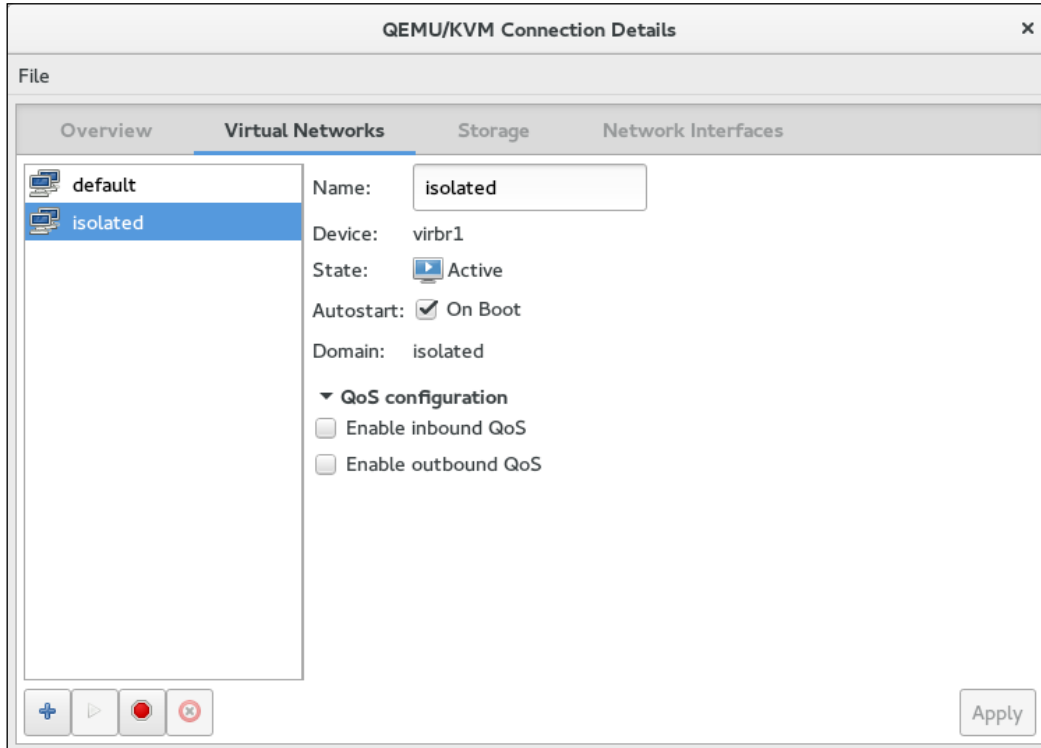 QEMU/KVM Connection Details
File
Overview Virtual Networks Storage Network Interfaces
default
isolated
Name: isolated
Device: virbr1
State: Active
Autostart: On Boot
Domain: isolated
QoS configuration
Enable inbound QoS
Enable outbound QoS
Apply